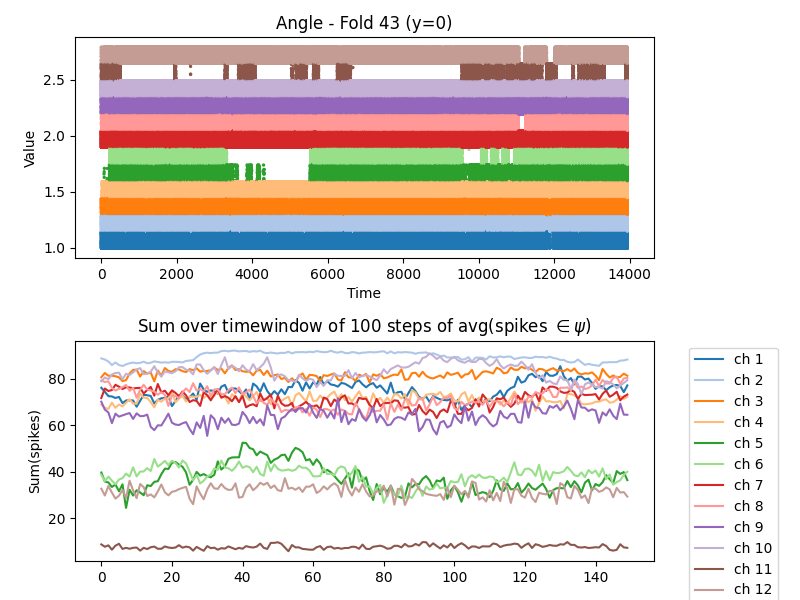 Angle - Fold 43 (y=0)
Value
2.5
2.0
1.5
1.0
0 2000 4000 6000 8000 10000 12000 14000
Time
Sum over timewindow of 100 steps of avg(spikes ∈ ψ)
Sum(spikes)
80
60
40
20
0 20 40 60 80 100 120 140
ch 1
ch 2
ch 3
ch 4
ch 5
ch 6
ch 7
ch 8
ch 9
ch 10
ch 11
ch 12